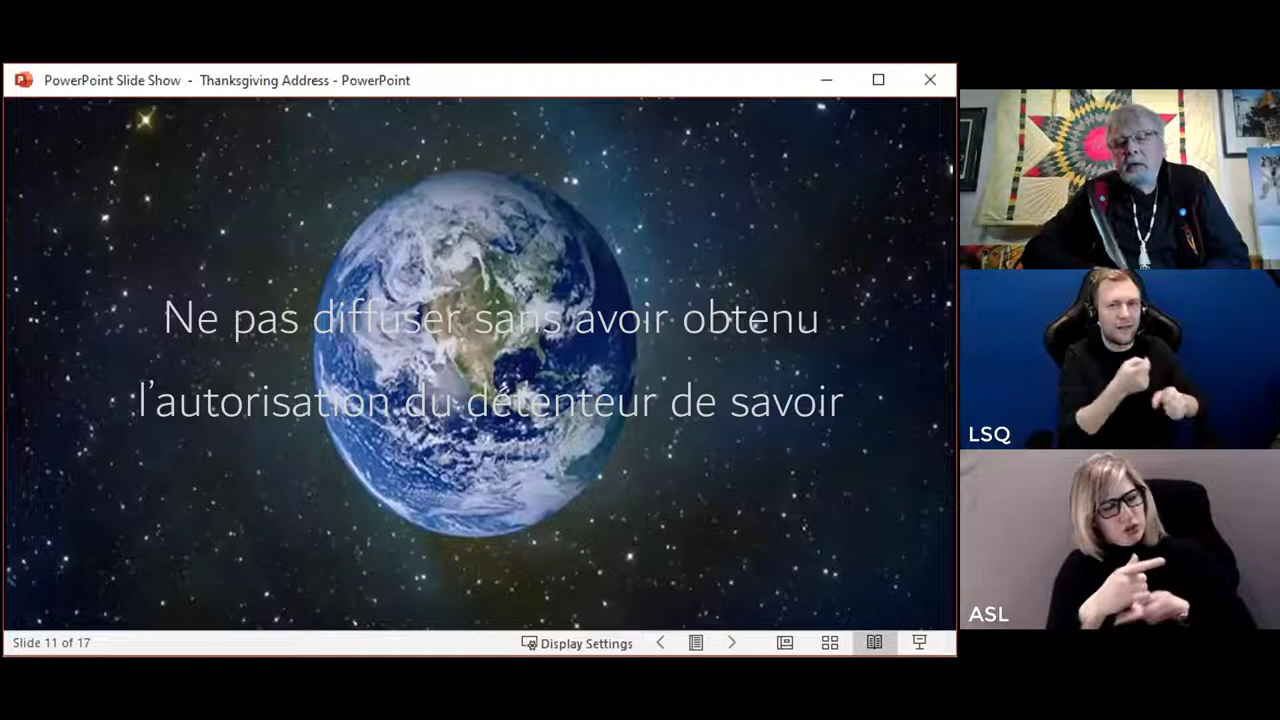 PowerPoint Slide Show - Thanksgiving Address - PowerPoint
Ne pas diffuser sans avoir obtenu
l'autorisation du détenteur de savoir
LSQ
ASL
Slide 11 of 17
Display Settings